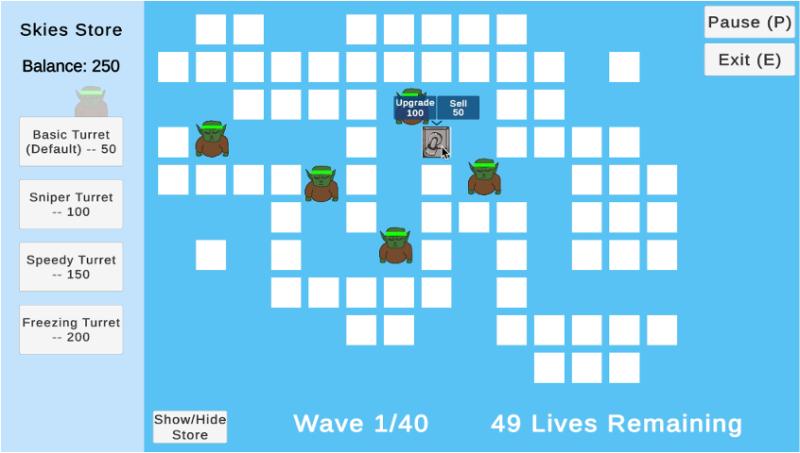 Skies Store
Balance: 250
Basic Turret
(Default) -- 50
Sniper Turret
-- 100
Speedy Turret
-- 150
Freezing Turret
-- 200
Show/Hide
Store
Upgrade
100
Sell
50
Pause (P)
Exit (E)
Wave 1/40
49 Lives Remaining